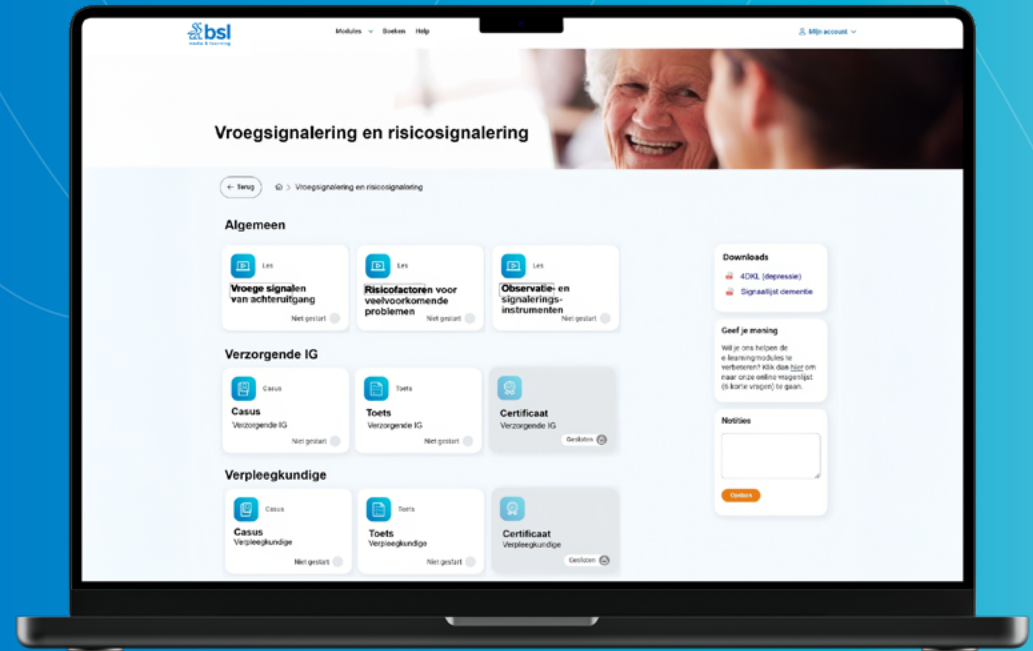 bsl
media & learning
Modules
Boeken
Help
Mijn account
Vroegsignalering en risicosignalering
← Terug
> Vroegsignalering en risicosignalering
Algemeen
Les
Vroege signalen
van achteruitgang
Niet gestart
Les
Risicofactoren voor
veelvoorkomende
problemen
Niet gestart
Les
Observatie- en
signalerings-
instrumenten
Niet gestart
Verzorgende IG
Casus
Casus
Verzorgende IG
Niet gestart
Toets
Toets
Verzorgende IG
Niet gestart
Certificaat
Verzorgende IG
Gesloten
Verpleegkundige
Casus
Casus
Verpleegkundige
Niet gestart
Toets
Toets
Verpleegkundige
Niet gestart
Certificaat
Verpleegkundige
Gesloten
Downloads
4DKL (depressie)
Signaallijst dementie
Geef je mening
Wil je ons helpen de
e-learningmodules te
verbeteren? Klik dan hier om
naar onze online vragenlijst
(6 korte vragen) te gaan.
Notities
Opslaan